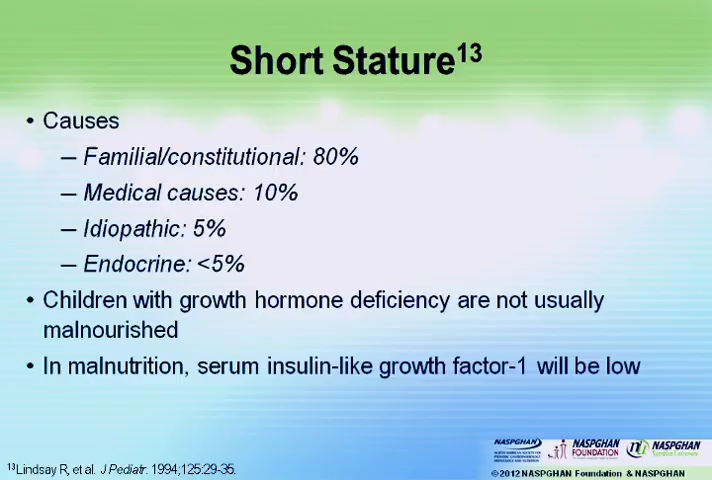 Short Stature13
• Causes
– Familial/constitutional: 80%
– Medical causes: 10%
– Idiopathic: 5%
– Endocrine: <5%
• Children with growth hormone deficiency are not usually
malnourished
• In malnutrition, serum insulin-like growth factor-1 will be low
13Lindsay R, et al. J Pediatr. 1994;125:29-35.
NASPGHAN
NASPGHAN
FOUNDATION
NASPGHAN
©2012 NASPGHAN Foundation & NASPGHAN